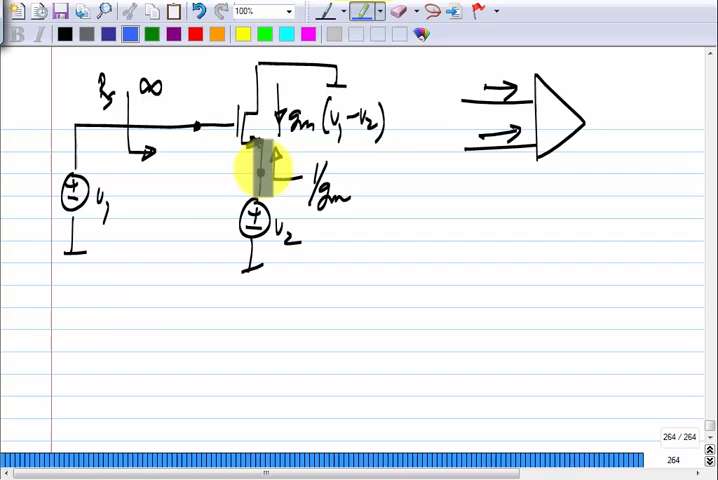 100%
B I
Rs ∞
gm (v1 - v2)
+
-
v1
1/gm
+
-
v2
264 / 264
264